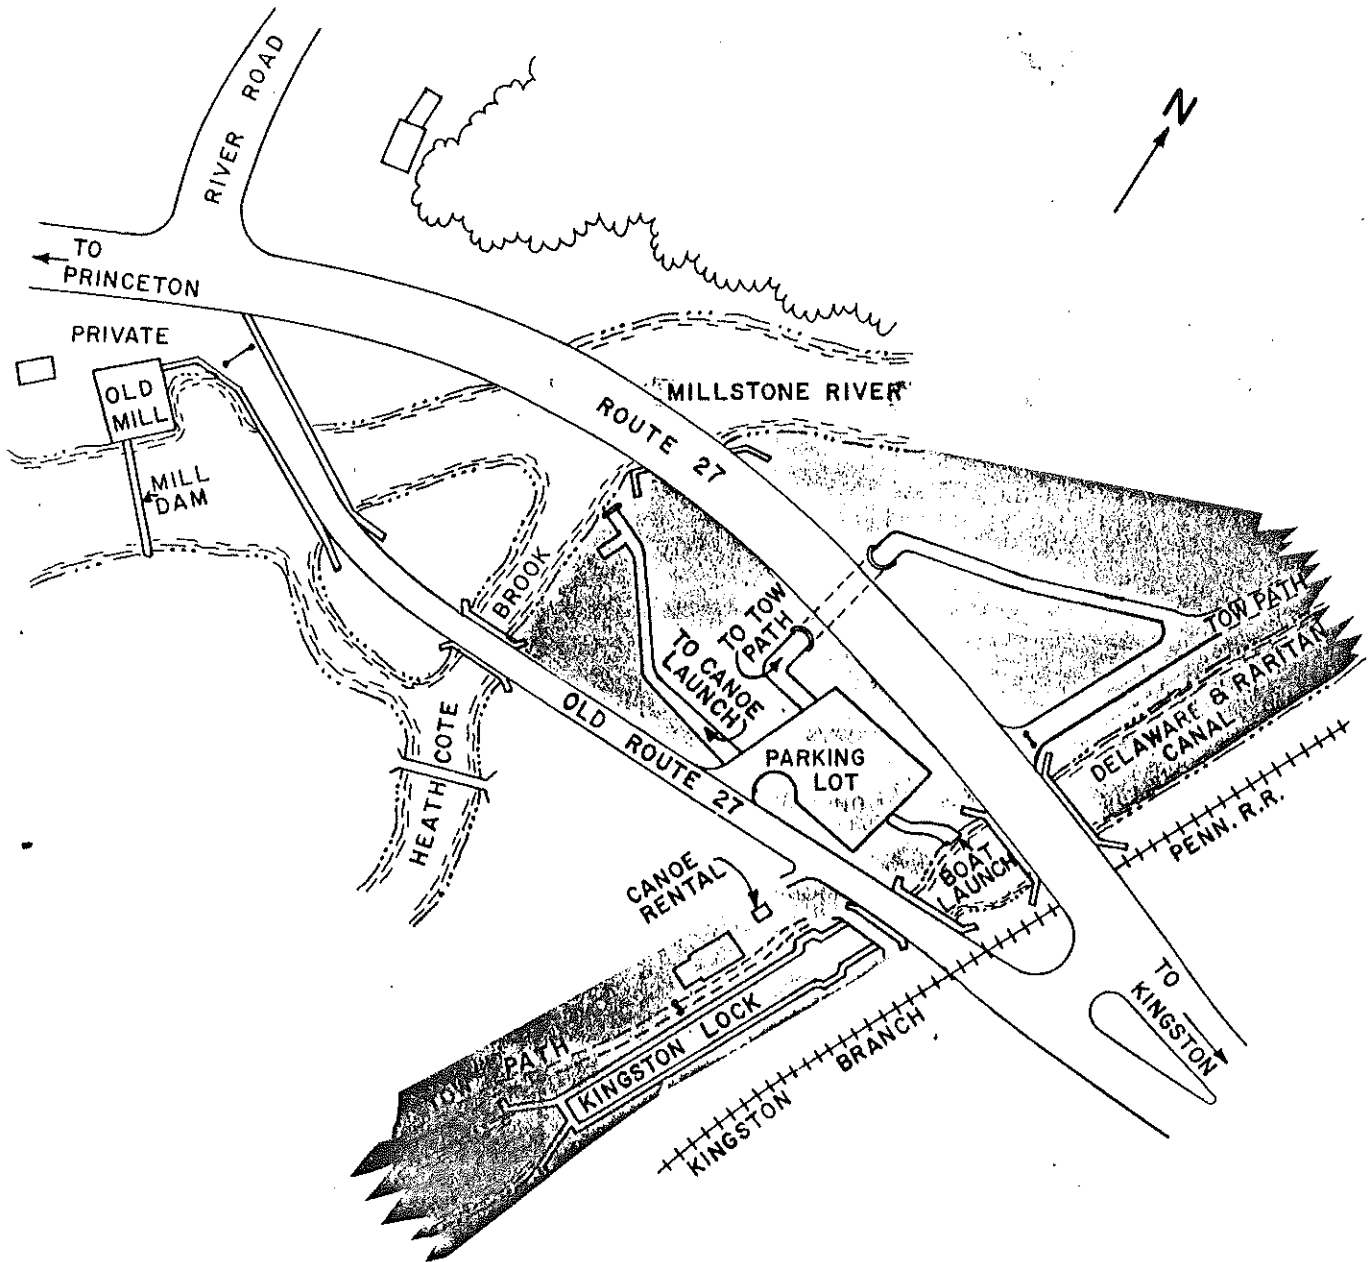 RIVER ROAD
N
TO
PRINCETON
PRIVATE
OLD
MILL
MILL
DAM
ROUTE 27
MILLSTONE RIVER
BROOK
HEATHCOTE
TO TOW
PATH
TO CANOE
LAUNCH
OLD ROUTE 27
PARKING
LOT
TOW PATH
DELAWARE & RARITAN
CANAL
PENN. R.R.
BOAT
LAUNCH
CANOE
RENTAL
TOW PATH
KINGSTON LOCK
KINGSTON BRANCH
TO
KINGSTON